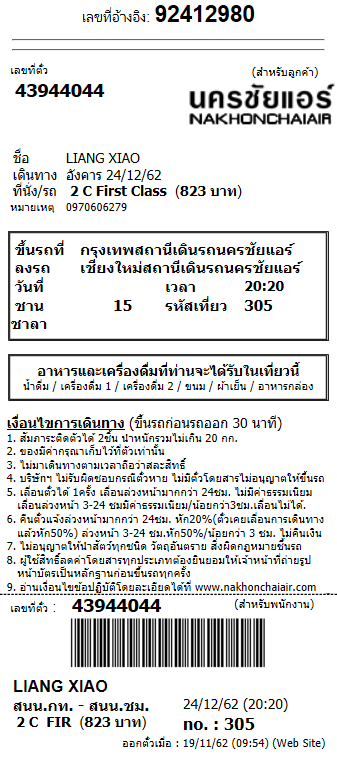 เลขที่อ้างอิง: 92412980
เลขที่ตั๋ว (สำหรับลูกค้า)
43944044
นครชัยแอร์
NAKHONCHAIAIR
ชื่อ LIANG XIAO
เดินทาง อังคาร 24/12/62
ที่นั่ง/รถ 2 C First Class (823 บาท)
หมายเหตุ 0970606279
ขึ้นรถที่ กรุงเทพสถานีเดินรถนครชัยแอร์
ลงรถ เชียงใหม่สถานีเดินรถนครชัยแอร์
วันที่ เวลา 20:20
ชาน 15 รหัสเที่ยว 305
ชาลา
อาหารและเครื่องดื่มที่ท่านจะได้รับในเที่ยวนี้
น้ำดื่ม / เครื่องดื่ม 1 / เครื่องดื่ม 2 / ขนม / ผ้าเย็น / อาหารกล่อง
เงื่อนไขการเดินทาง (ขึ้นรถก่อนรถออก 30 นาที)
1. สัมภาระติดตัวได้ 2ชิ้น น้ำหนักรวมไม่เกิน 20 กก.
2. ของมีค่ากรุณาเก็บไว้ที่ตัวเท่านั้น
3. ไม่มาเดินทางตามเวลาถือว่าสละสิทธิ์
4. บริษัทฯ ไม่รับผิดชอบกรณีตั๋วหาย ไม่มีตั๋วโดยสารไม่อนุญาตให้ขึ้นรถ
5. เลื่อนตั๋วได้ 1ครั้ง เลื่อนล่วงหน้ามากกว่า 24ชม. ไม่มีค่าธรรมเนียม
เลื่อนล่วงหน้า 3-24 ชมมีค่าธรรมเนียม/น้อยกว่า3ชม.เลื่อนไม่ได้.
6. คืนตั๋วแจ้งล่วงหน้ามากกว่า 24ชม. หัก20%(ตั๋วเคยเลื่อนการเดินทาง
แล้วหัก50%) ล่วงหน้า 3-24 ชม.หัก50%/น้อยกว่า 3 ชม. ไม่คืนเงิน
7. ไม่อนุญาตให้นำสัตว์ทุกชนิด วัตถุอันตราย สิ่งผิดกฎหมายขึ้นรถ
8. ผู้ใช้สิทธิ์ลดค่าโดยสารทุกประเภทต้องยินยอมให้เจ้าหน้าที่ถ่ายรูป
หน้าบัตรเป็นหลักฐานก่อนขึ้นรถทุกครั้ง
9. อ่านเงื่อนไขข้อปฏิบัติโดยละเอียดได้ที่ www.nakhonchaiair.com
เลขที่ตั๋ว : 43944044 (สำหรับพนักงาน)
LIANG XIAO
สนน.กท. - สนน.ชม. 24/12/62 (20:20)
2 C FIR (823 บาท) no. : 305
ออกตั๋วเมื่อ : 19/11/62 (09:54) (Web Site)